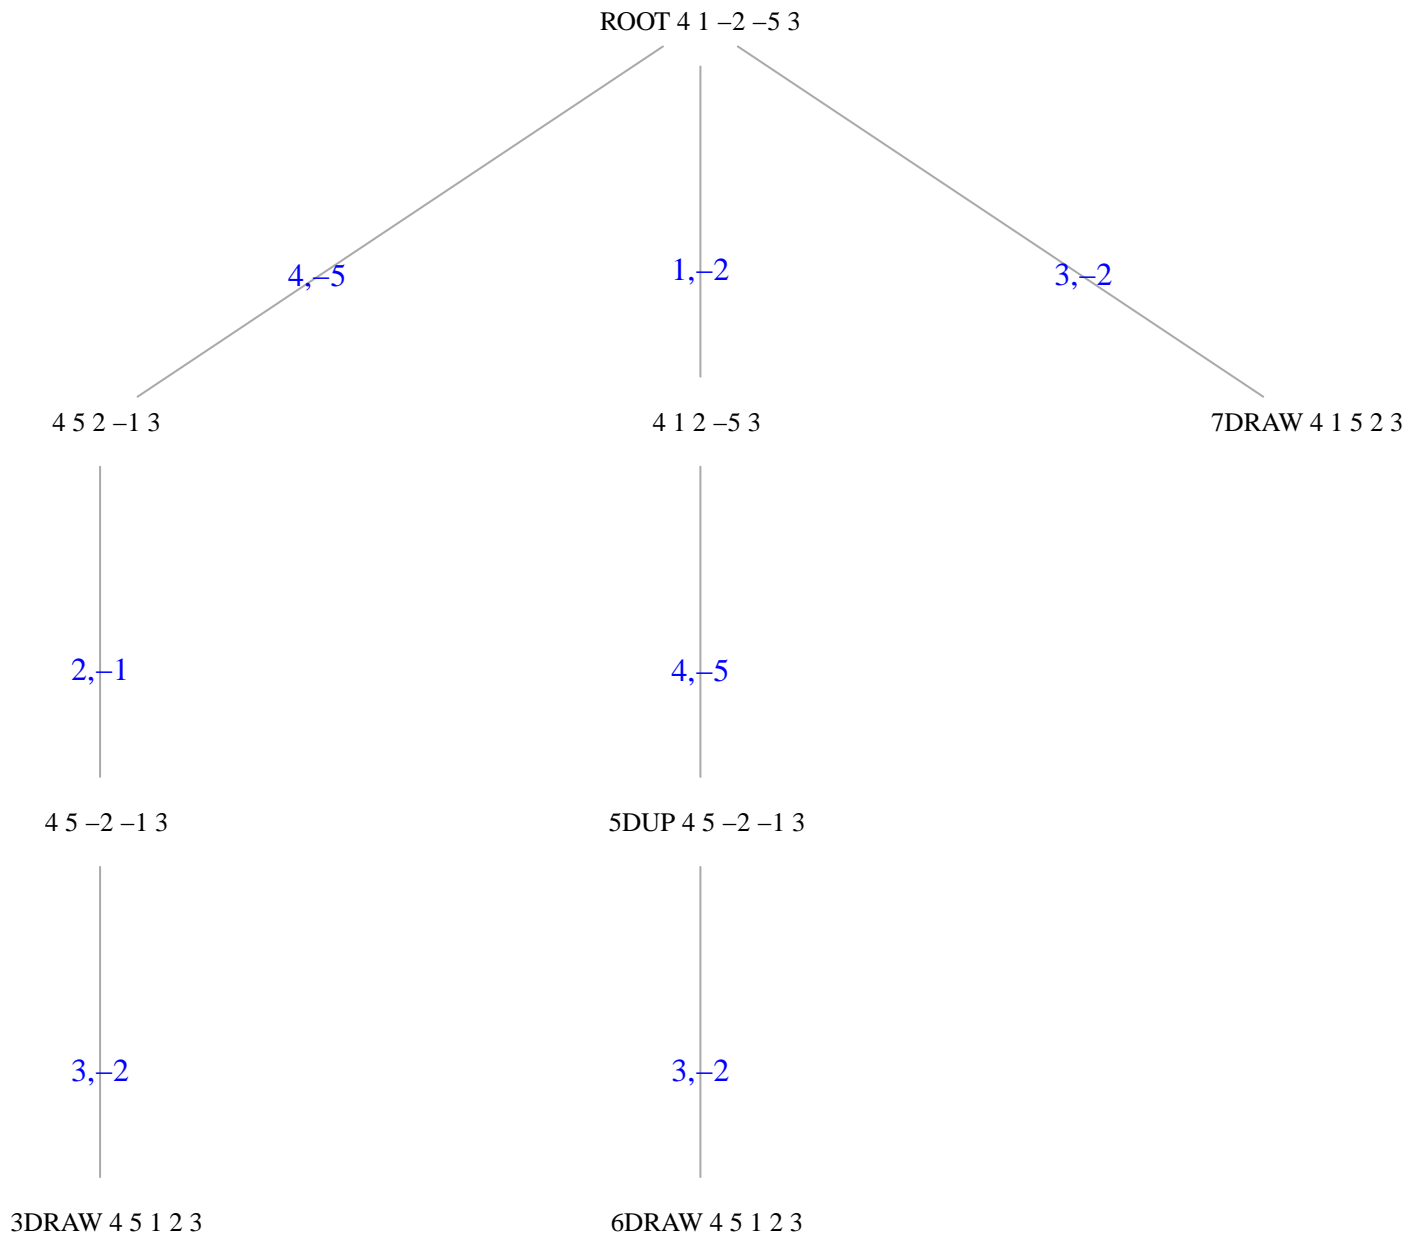 ROOT 4 1 –2 –5 3
4,–5
1,–2
3,–2
4 5 2 –1 3
4 1 2 –5 3
7DRAW 4 1 5 2 3
2,–1
4,–5
4 5 –2 –1 3
5DUP 4 5 –2 –1 3
3,–2
3,–2
3DRAW 4 5 1 2 3
6DRAW 4 5 1 2 3